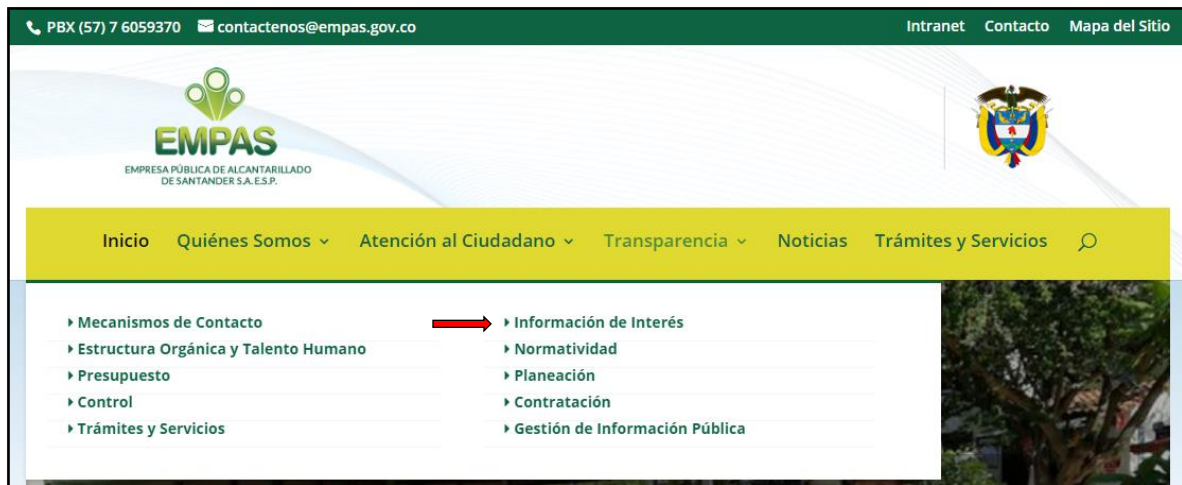 PBX (57) 7 6059370 contactenos@empas.gov.co Intranet Contacto Mapa del Sitio
EMPAS
EMPRESA PÚBLICA DE ALCANTARILLADO
DE SANTANDER S.A. E.S.P.
Inicio Quiénes Somos Atención al Ciudadano Transparencia Noticias Trámites y Servicios
Mecanismos de Contacto
Estructura Orgánica y Talento Humano
Presupuesto
Control
Trámites y Servicios
Información de Interés
Normatividad
Planeación
Contratación
Gestión de Información Pública